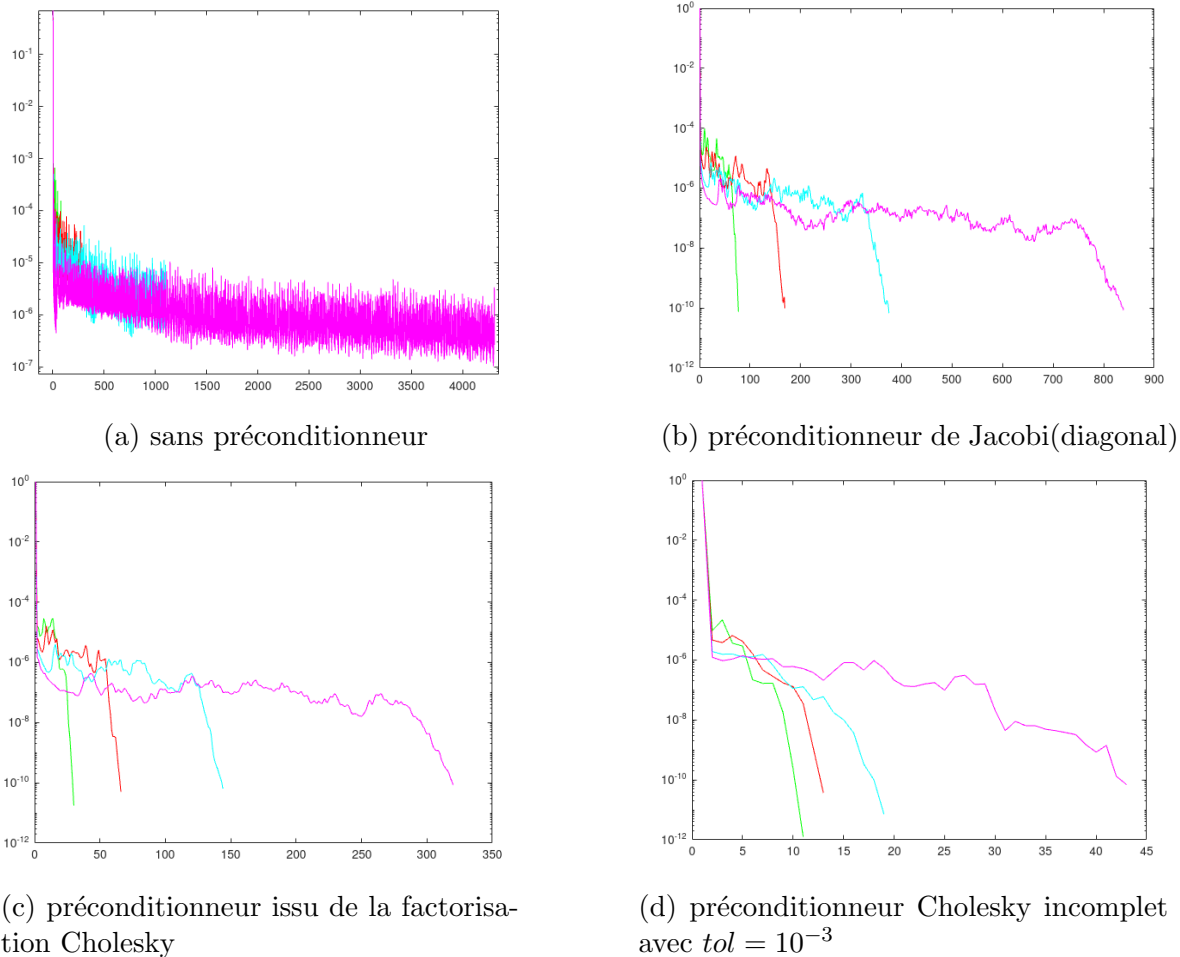 10^-1
10^-2
10^-3
10^-4
10^-5
10^-6
10^-7
0 500 1000 1500 2000 2500 3000 3500 4000
(a) sans préconditionneur
10^0
10^-2
10^-4
10^-6
10^-8
10^-10
10^-12
0 100 200 300 400 500 600 700 800 900
(b) préconditionneur de Jacobi(diagonal)
10^0
10^-2
10^-4
10^-6
10^-8
10^-10
10^-12
0 50 100 150 200 250 300 350
(c) préconditionneur issu de la factorisa-
tion Cholesky
10^0
10^-2
10^-4
10^-6
10^-8
10^-10
10^-12
0 5 10 15 20 25 30 35 40 45
(d) préconditionneur Cholesky incomplet
avec tol = 10^-3